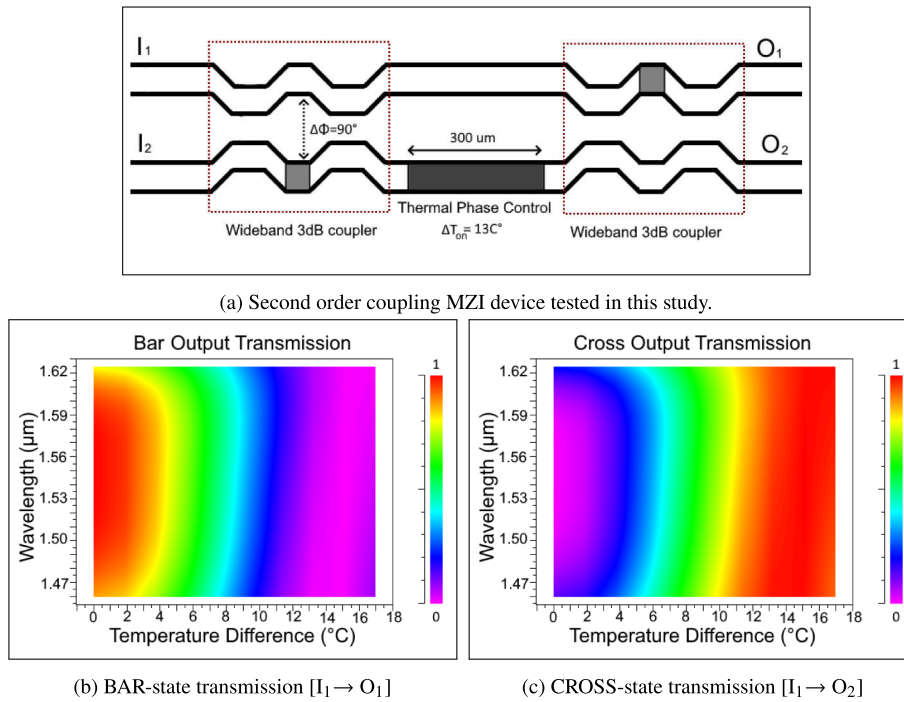 I1
O1
ΔΦ=90°
I2
O2
300 um
Thermal Phase Control
ΔTon= 13C°
Wideband 3dB coupler
Wideband 3dB coupler
(a) Second order coupling MZI device tested in this study.
Bar Output Transmission
1.62
1.59
1.56
1.53
1.50
1.47
Wavelength (μm)
0 2 4 6 8 10 12 14 16 18
Temperature Difference (°C)
1
0
(b) BAR-state transmission [I1→ O1]
Cross Output Transmission
1.62
1.59
1.56
1.53
1.50
1.47
Wavelength (μm)
0 2 4 6 8 10 12 14 16 18
Temperature Difference (°C)
1
0
(c) CROSS-state transmission [I1→ O2]